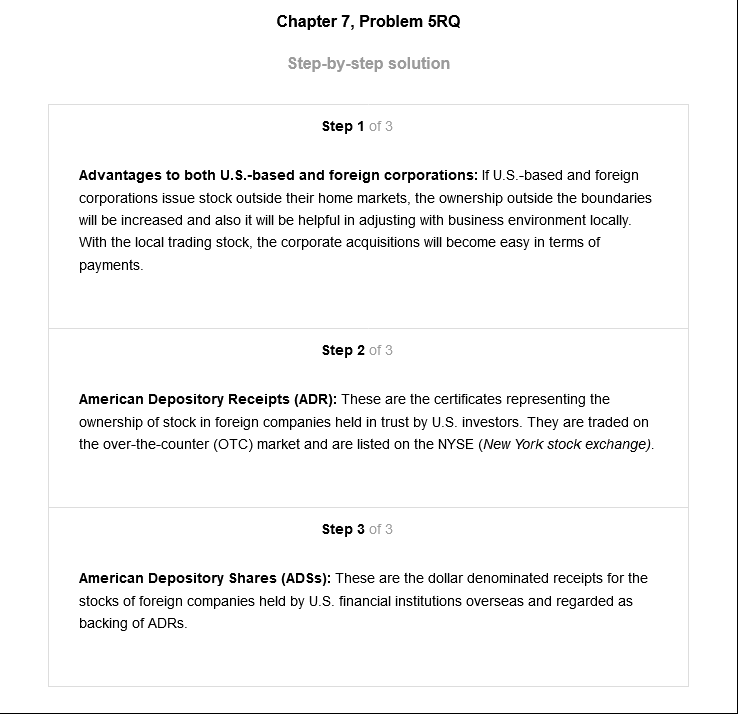 Chapter 7, Problem 5RQ
Step-by-step solution
Step 1 of 3
Advantages to both U.S.-based and foreign corporations: If U.S.-based and foreign
corporations issue stock outside their home markets, the ownership outside the boundaries
will be increased and also it will be helpful in adjusting with business environment locally.
With the local trading stock, the corporate acquisitions will become easy in terms of
payments.
Step 2 of 3
American Depository Receipts (ADR): These are the certificates representing the
ownership of stock in foreign companies held in trust by U.S. investors. They are traded on
the over-the-counter (OTC) market and are listed on the NYSE (New York stock exchange).
Step 3 of 3
American Depository Shares (ADSs): These are the dollar denominated receipts for the
stocks of foreign companies held by U.S. financial institutions overseas and regarded as
backing of ADRs.